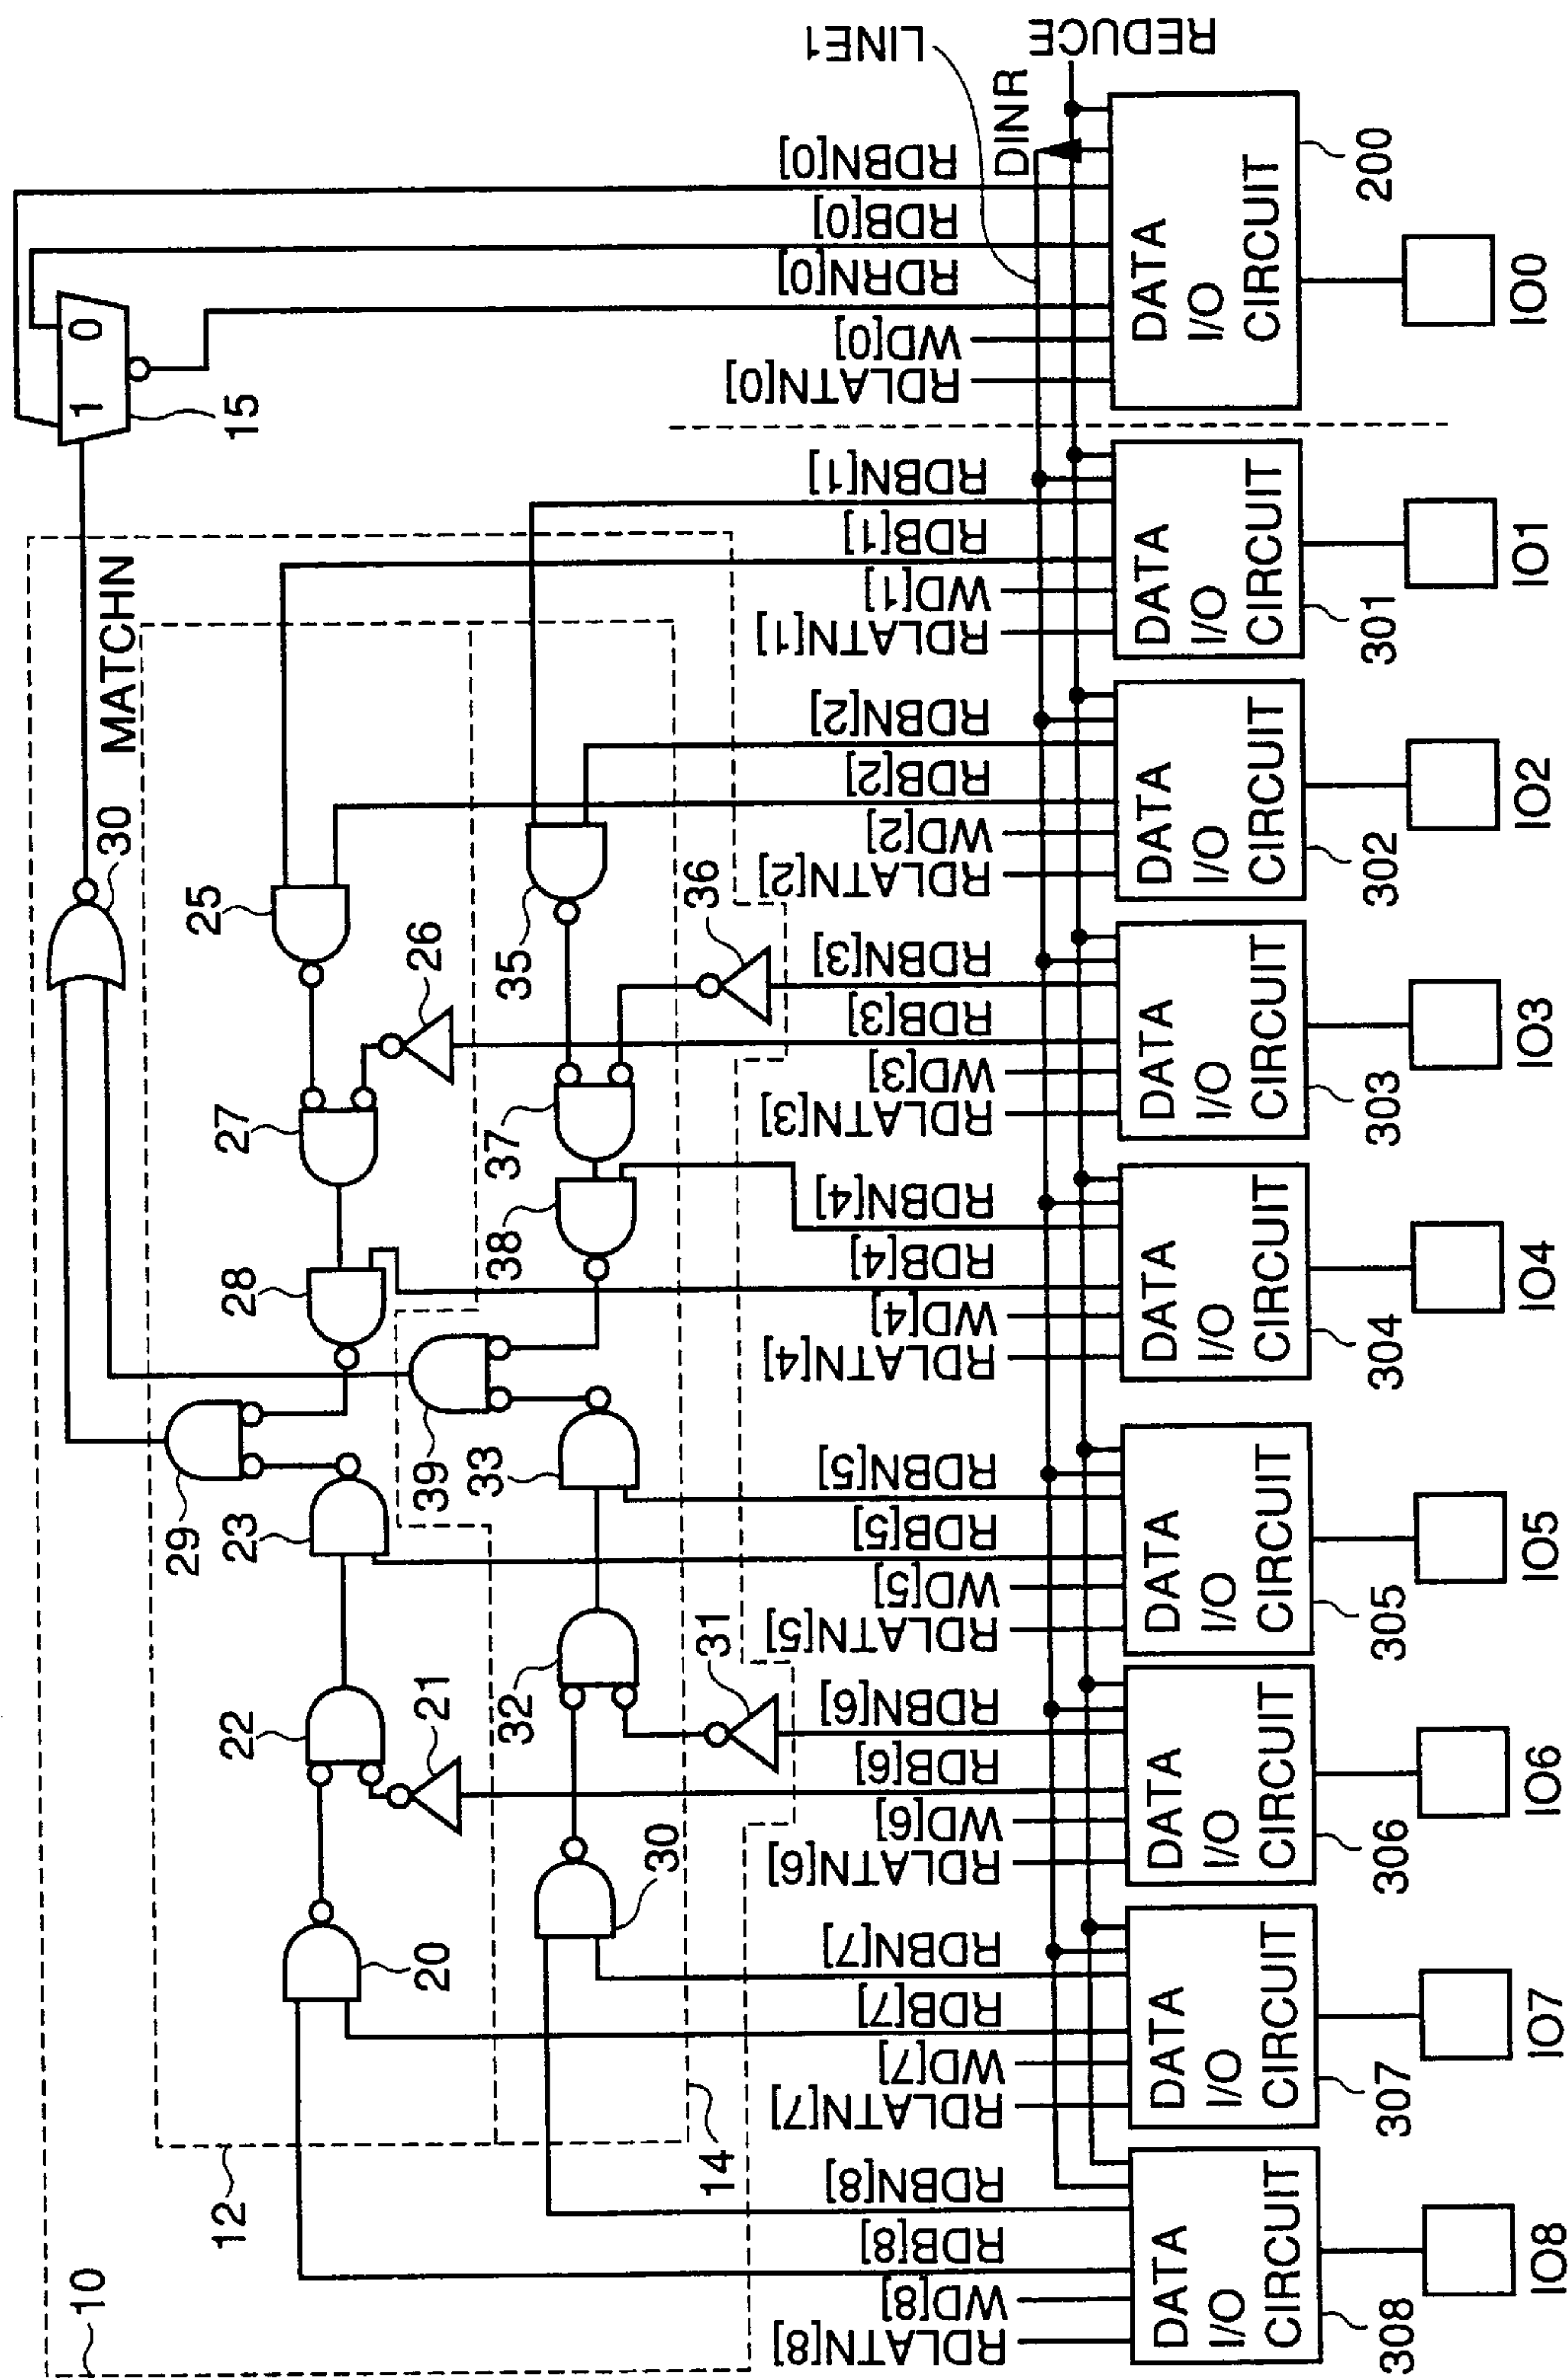 10
12
14
MATCHN
30
29
28
27
26
25
23
22
21
20
39
38
37
36
35
33
32
31
30
15
1 0
RDLATN[8]
WD[8]
RDB[8]
RDBN[8]
RDLATN[7]
WD[7]
RDB[7]
RDBN[7]
RDLATN[6]
WD[6]
RDB[6]
RDBN[6]
RDLATN[5]
WD[5]
RDB[5]
RDBN[5]
RDLATN[4]
WD[4]
RDB[4]
RDBN[4]
RDLATN[3]
WD[3]
RDB[3]
RDBN[3]
RDLATN[2]
WD[2]
RDB[2]
RDBN[2]
RDLATN[1]
WD[1]
RDB[1]
RDBN[1]
RDLATN[0]
WD[0]
RDRN[0]
RDB[0]
RDBN[0]
DINR
LINE1
REDUCE
DATA
I/O
CIRCUIT
308
DATA
I/O
CIRCUIT
307
DATA
I/O
CIRCUIT
306
DATA
I/O
CIRCUIT
305
DATA
I/O
CIRCUIT
304
DATA
I/O
CIRCUIT
303
DATA
I/O
CIRCUIT
302
DATA
I/O
CIRCUIT
301
DATA
I/O
CIRCUIT
200
IO8
IO7
IO6
IO5
IO4
IO3
IO2
IO1
IO0